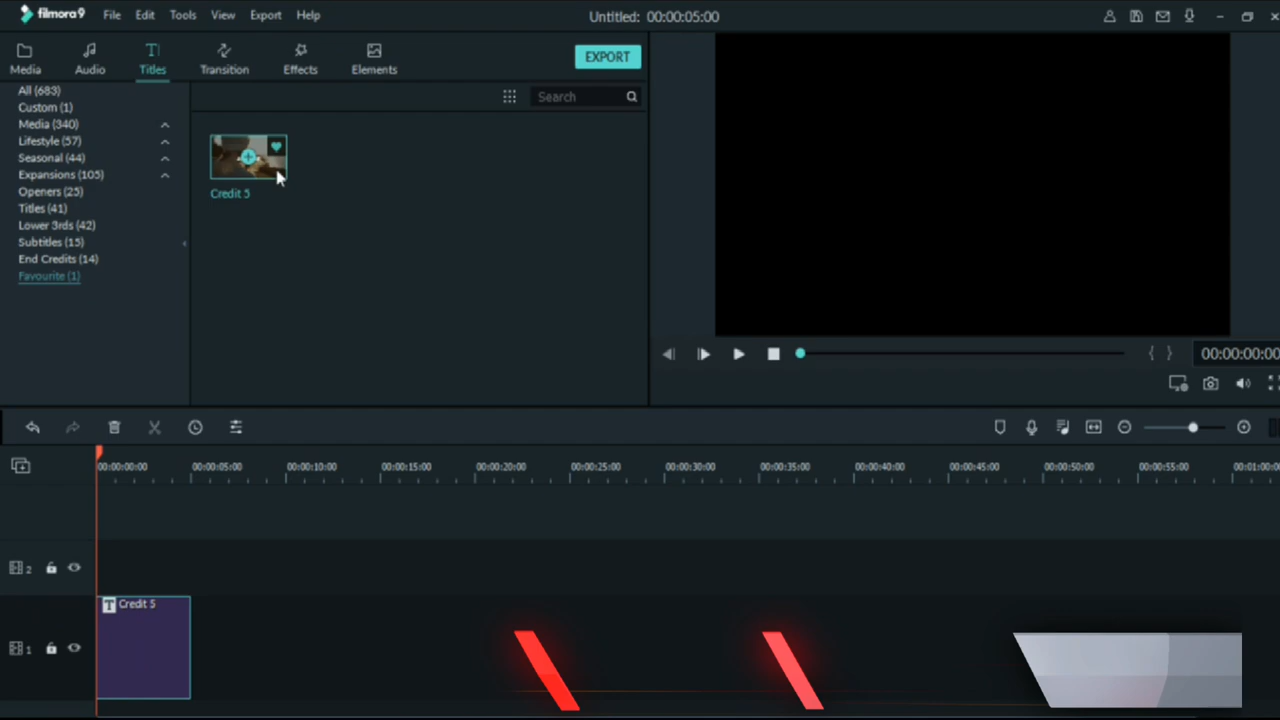 filmora9 File Edit Tools View Export Help Untitled: 00:00:05:00
Media Audio Titles Transition Effects Elements EXPORT
All (683)
Custom (1)
Media (340)
Lifestyle (57)
Seasonal (44)
Expansions (105)
Openers (25)
Titles (41)
Lower 3rds (42)
Subtitles (15)
End Credits (14)
Favourite (1)
Search
Credit 5
00:00:00:00
00:00:00:00 00:00:05:00 00:00:10:00 00:00:15:00 00:00:20:00 00:00:25:00 00:00:30:00 00:00:35:00 00:00:40:00 00:00:45:00 00:00:50:00 00:00:55:00 00:01:00:0
2
T Credit 5
1